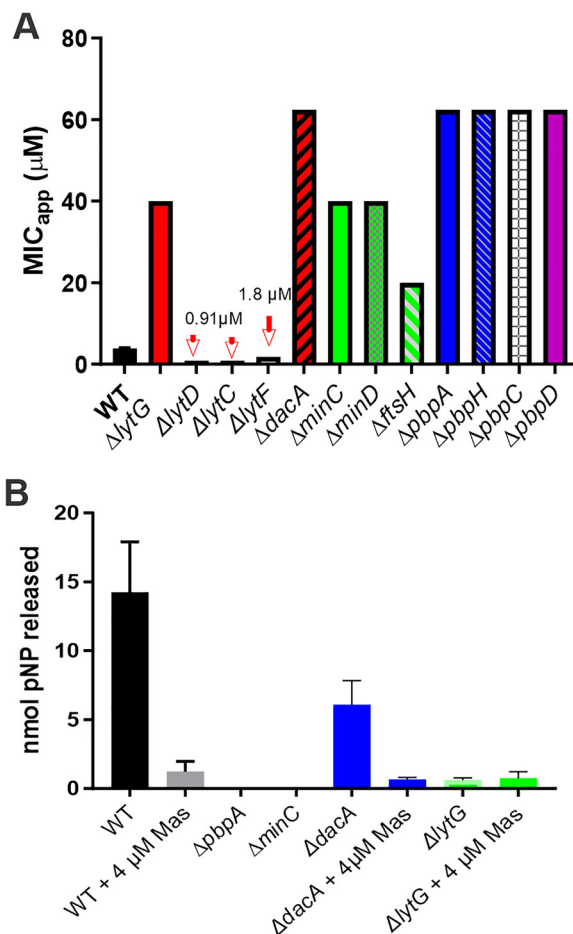 A
MICapp (μM)
80
60
40
20
0
0.91μM
1.8 μM
WT
ΔlytG
ΔlytD
ΔlytC
ΔlytF
ΔdacA
ΔminC
ΔminD
ΔftsH
ΔpbpA
ΔpbpH
ΔpbpC
ΔpbpD
B
nmol pNP released
20
15
10
5
0
WT
WT + 4 μM Mas
ΔpbpA
ΔminC
ΔdacA
ΔdacA + 4μM Mas
ΔlytG
ΔlytG + 4 μM Mas